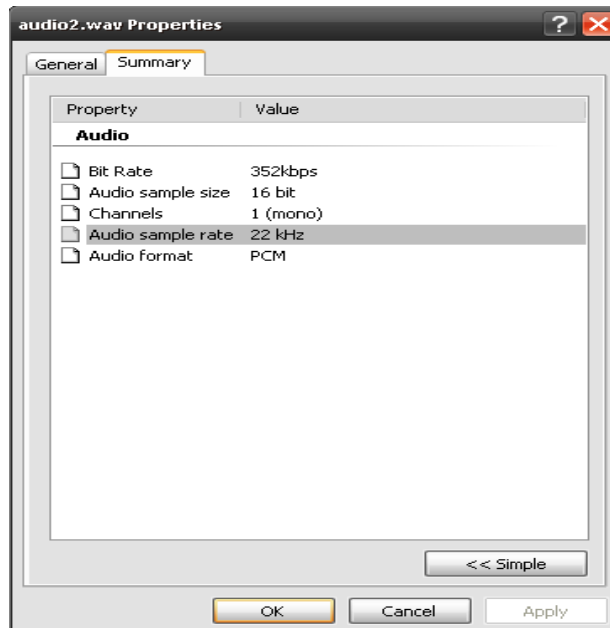 audio2.wav Properties ?
General Summary
Property Value
Audio
Bit Rate 352kbps
Audio sample size 16 bit
Channels 1 (mono)
Audio sample rate 22 kHz
Audio format PCM
<< Simple
OK Cancel Apply